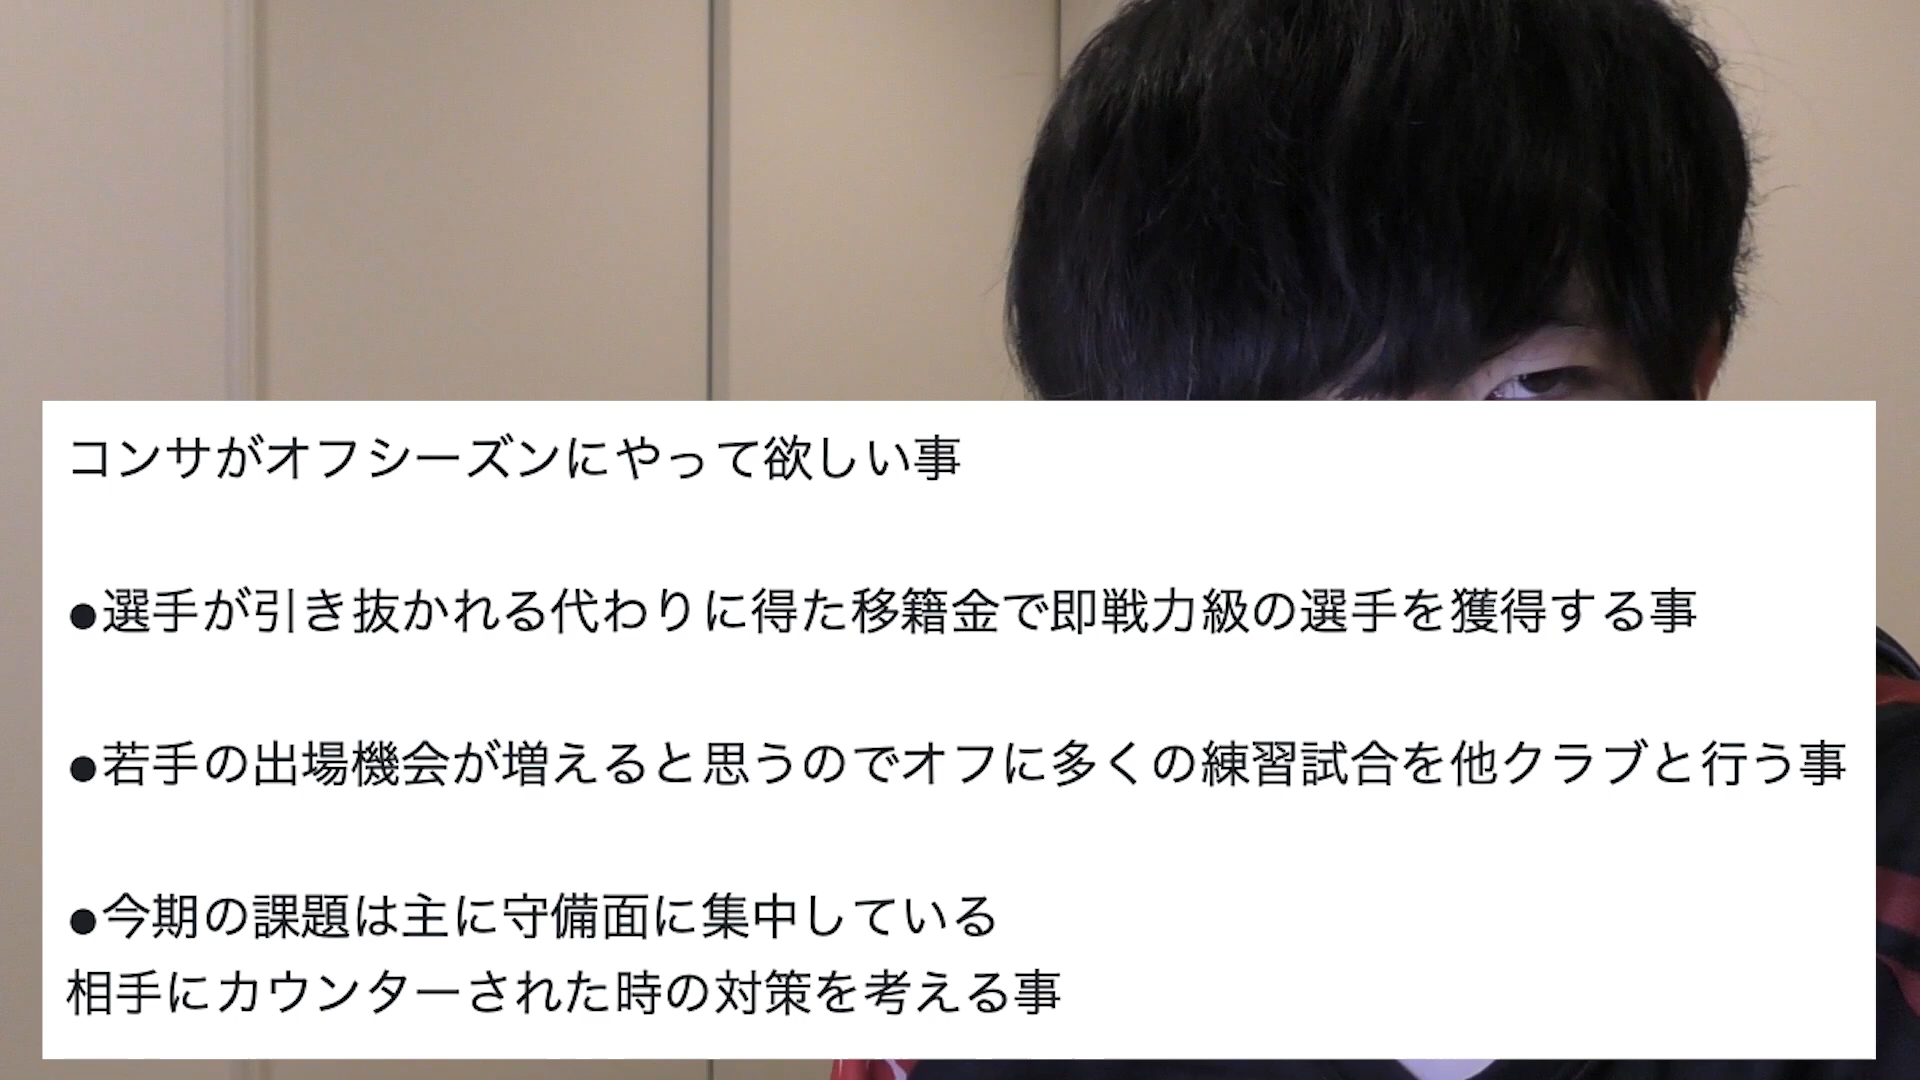 コンサがオフシーズンにやって欲しい事
●選手が引き抜かれる代わりに得た移籍金で即戦力級の選手を獲得する事
●若手の出場機会が増えると思うのでオフに多くの練習試合を他クラブと行う事
●今期の課題は主に守備面に集中している
相手にカウンターされた時の対策を考える事